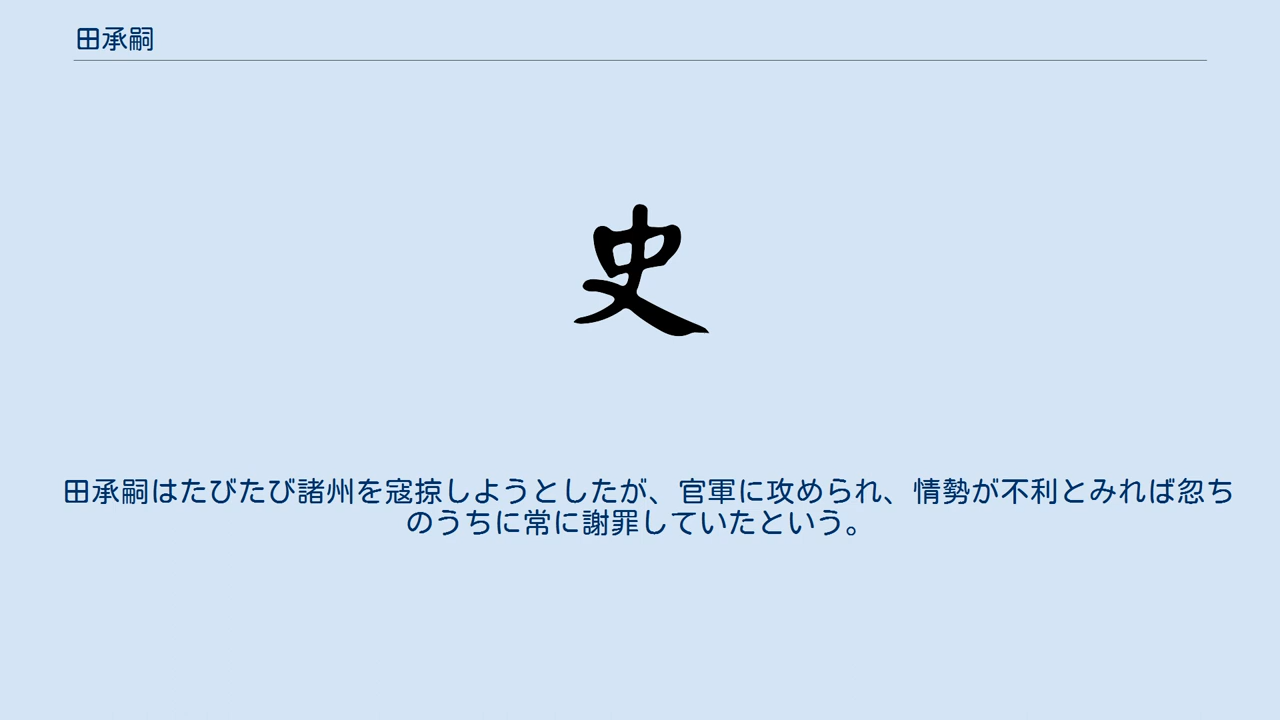 田承嗣
史
田承嗣はたびたび諸州を寇掠しようとしたが、官軍に攻められ、情勢が不利とみれば忽ち
のうちに常に謝罪していたという。